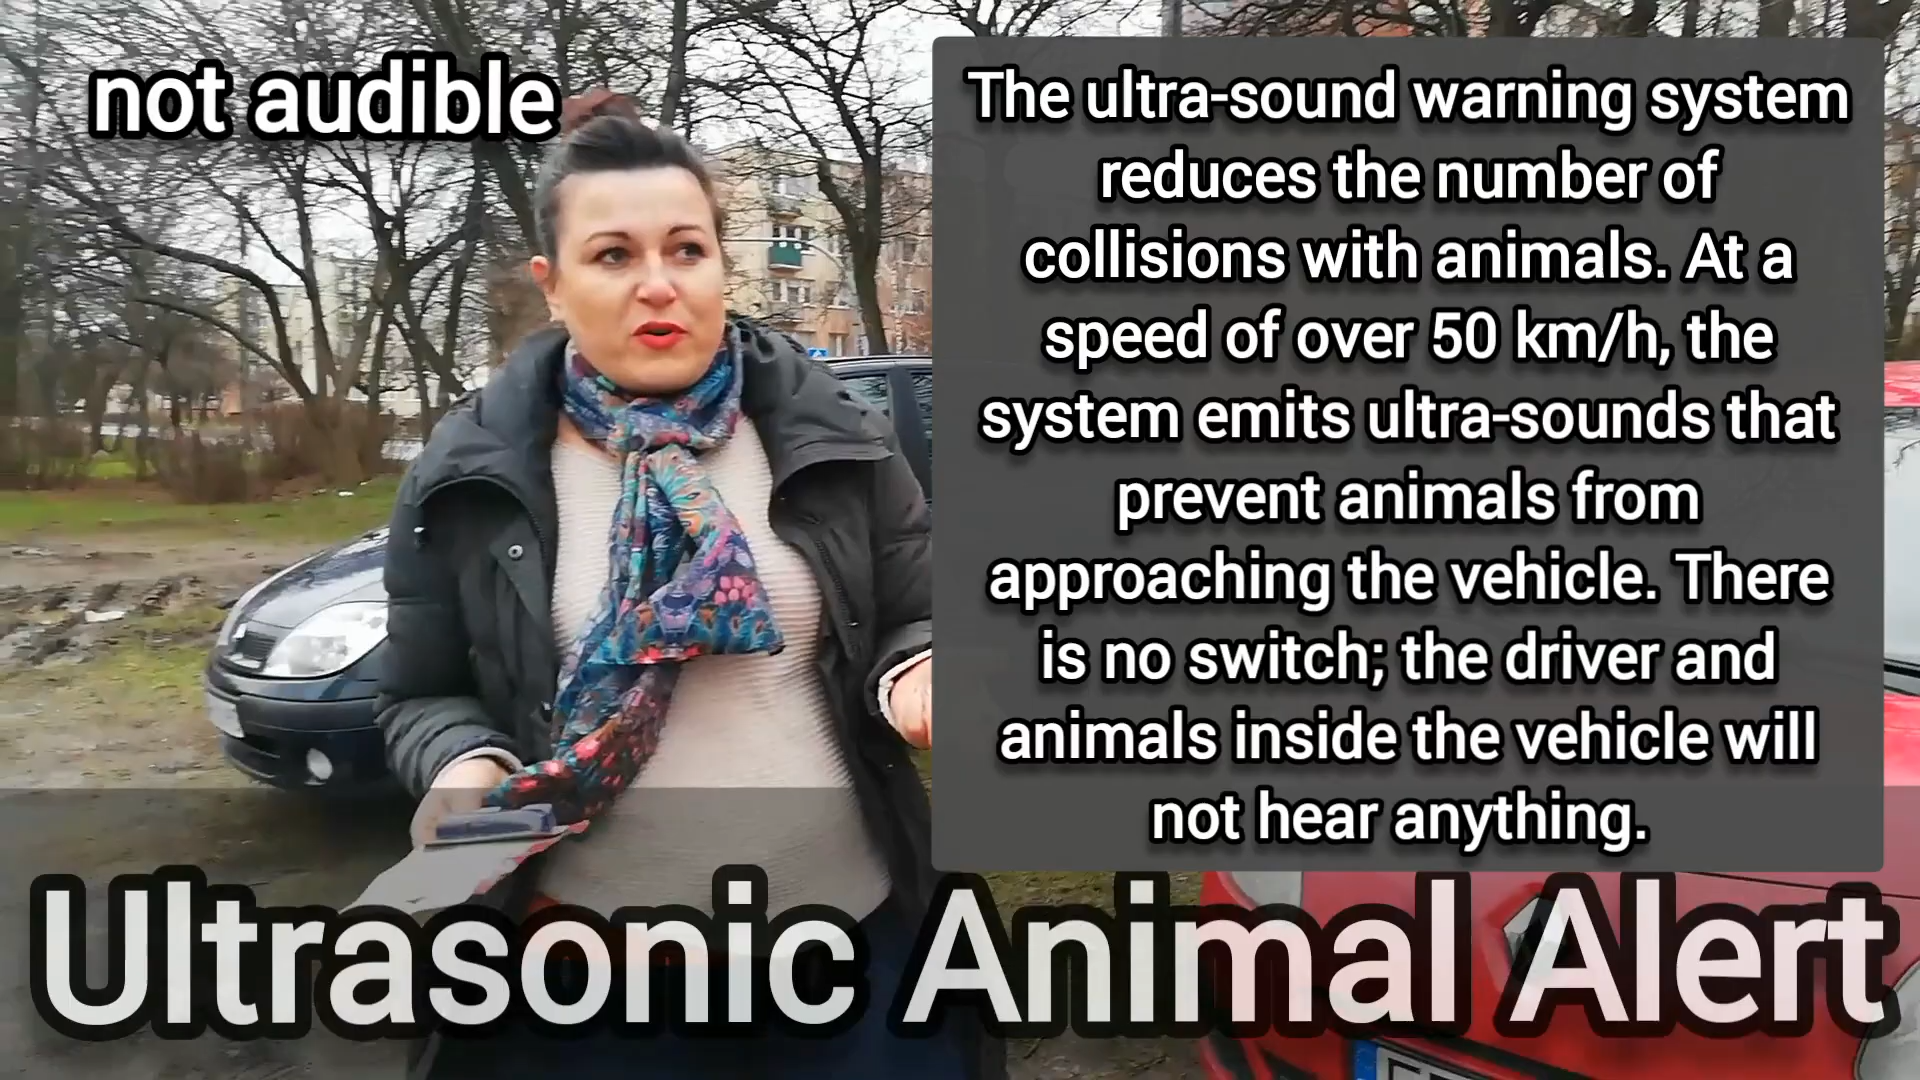 not audible
The ultra-sound warning system
reduces the number of
collisions with animals. At a
speed of over 50 km/h, the
system emits ultra-sounds that
prevent animals from
approaching the vehicle. There
is no switch; the driver and
animals inside the vehicle will
not hear anything.
Ultrasonic Animal Alert